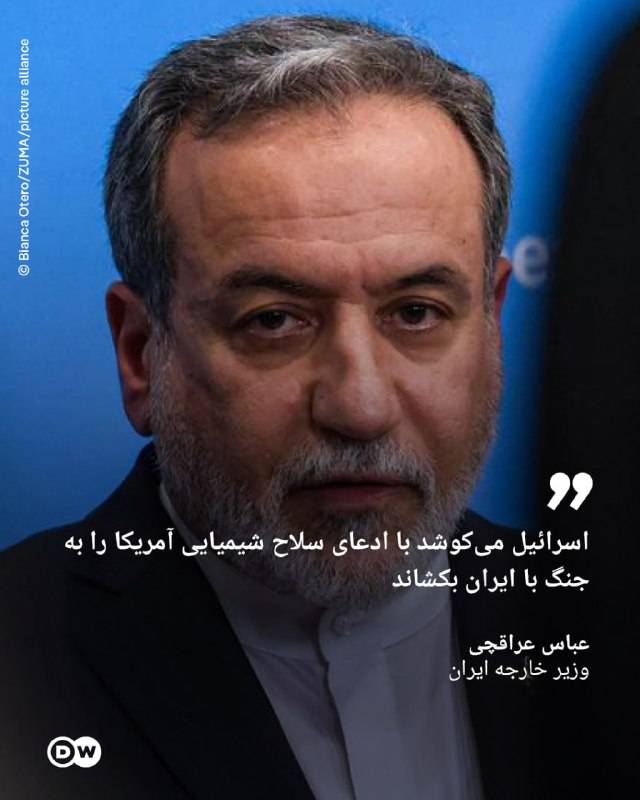 © Bianca Otero/ZUMA/picture alliance
”
اسرائیل می‌کوشد با ادعای سلاح شیمیایی آمریکا را به
جنگ با ایران بکشاند
عباس عراقچی
وزیر خارجه ایران
DW